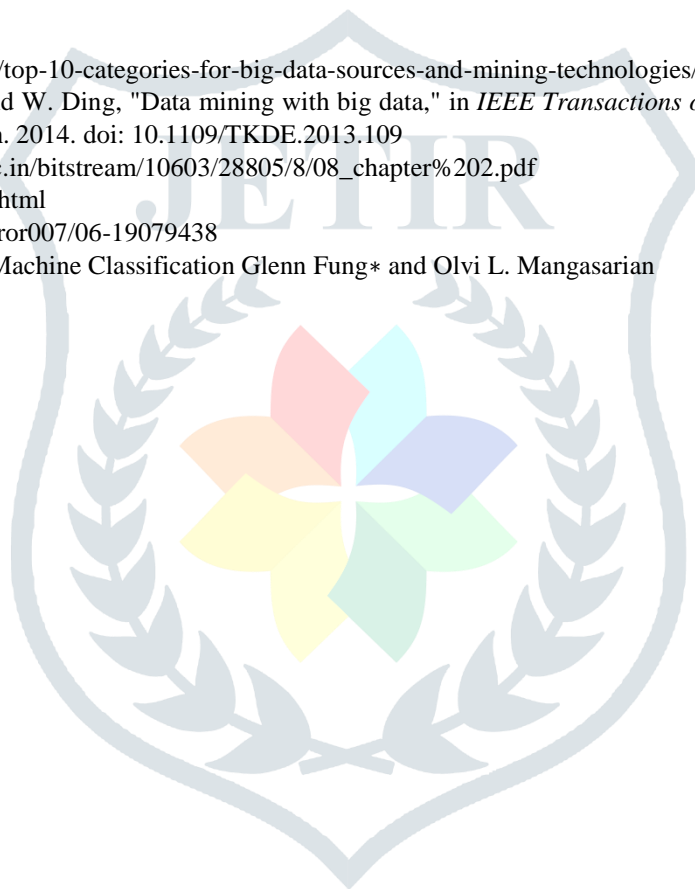 /top-10-categories-for-big-data-sources-and-mining-technologies/
d W. Ding, "Data mining with big data," in IEEE Transactions o
. 2014. doi: 10.1109/TKDE.2013.109
.in/bitstream/10603/28805/8/08_chapter%202.pdf
html
ror007/06-19079438
Machine Classification Glenn Fung∗ and Olvi L. Mangasarian
JETIR